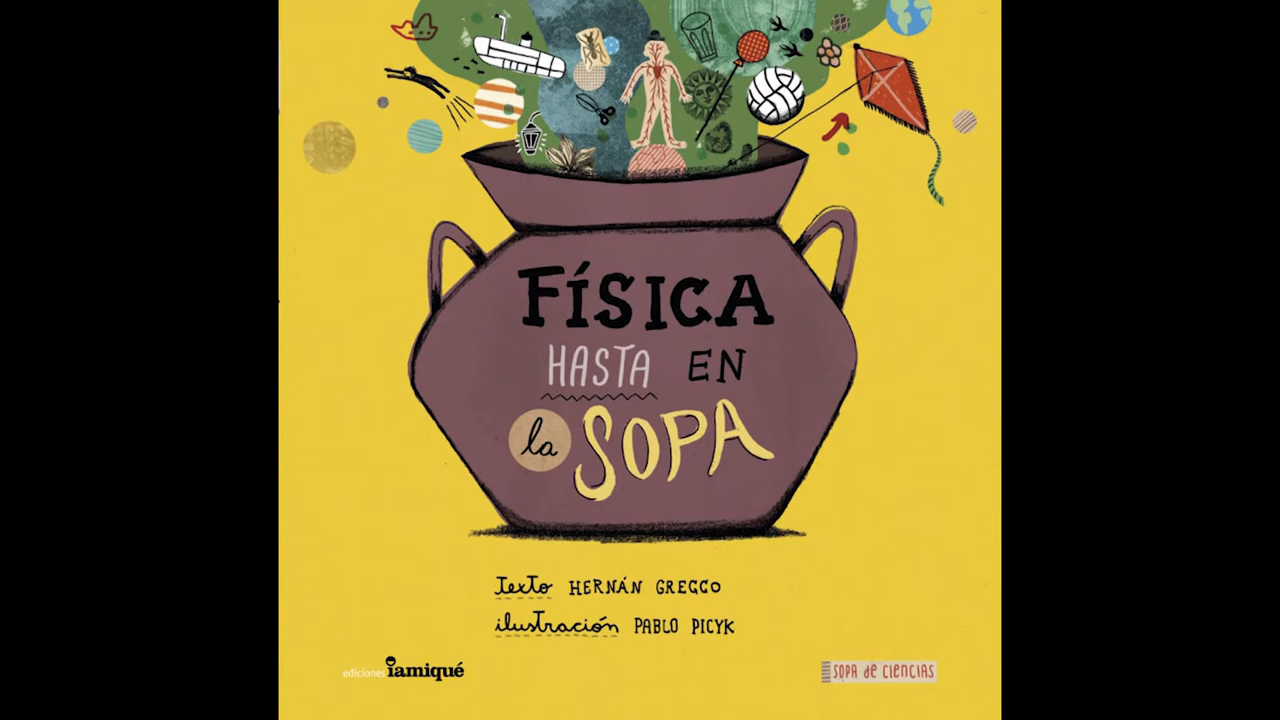 FÍSICA
HASTA EN
la SOPA
texto HERNÁN GRECCO
ilustración PABLO PICYK
ediciones iamiqué
SOPA de CIENCIAS